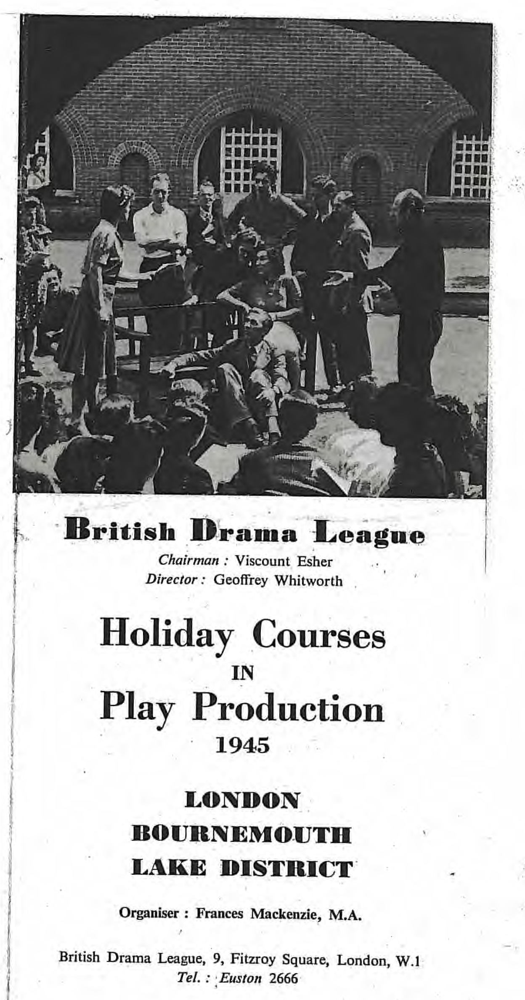 British Drama League
Chairman : Viscount Esher
Director : Geoffrey Whitworth
Holiday Courses
IN
Play Production
1945
LONDON
BOURNEMOUTH
LAKE DISTRICT
Organiser : Frances Mackenzie, M.A.
British Drama League, 9, Fitzroy Square, London, W.1
Tel. : Euston 2666